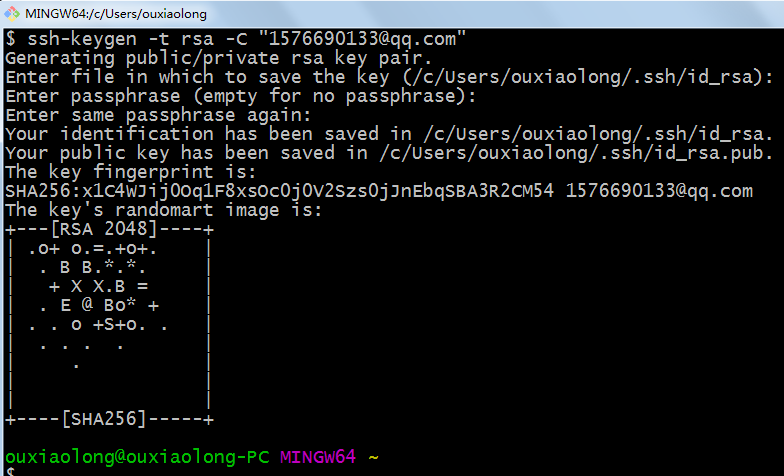 MINGW64:/c/Users/ouxiaolong
$ ssh-keygen -t rsa -C "1576690133@qq.com"
Generating public/private rsa key pair.
Enter file in which to save the key (/c/Users/ouxiaolong/.ssh/id_rsa):
Enter passphrase (empty for no passphrase):
Enter same passphrase again:
Your identification has been saved in /c/Users/ouxiaolong/.ssh/id_rsa.
Your public key has been saved in /c/Users/ouxiaolong/.ssh/id_rsa.pub.
The key fingerprint is:
SHA256:x1C4WJijOOq1F8xsOc0j0V2Szs0jJnEbqSBA3R2CM54 1576690133@qq.com
The key's randomart image is:
+---[RSA 2048]----+
| .o+ o.=.+o+.    |
|  . B B.*.*.     |
|   + X X.B =     |
|  . E @ Bo* +    |
| . . o +S+o. .   |
|  . . .  .       |
|     .           |
|                 |
|                 |
+----[SHA256]-----+
ouxiaolong@ouxiaolong-PC MINGW64 ~
$